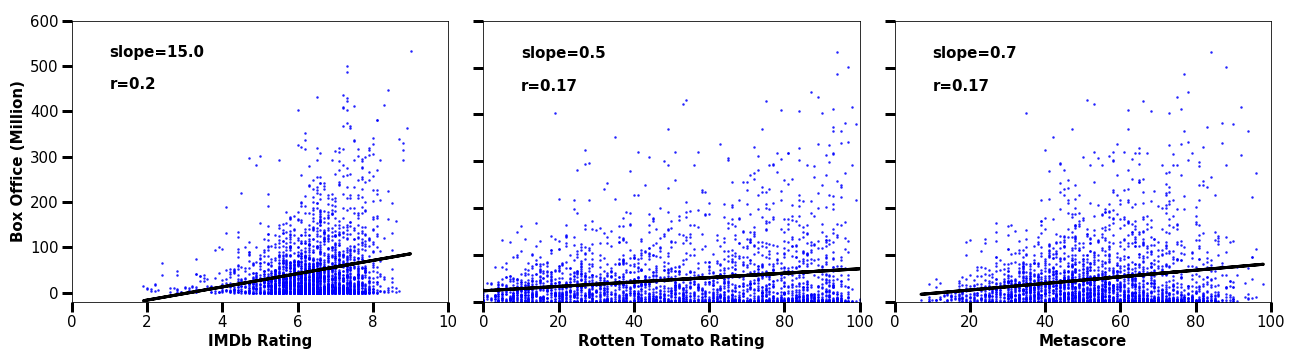 600
500
400
300
200
100
0
Box Office (Million)
slope=15.0
r=0.2
0 2 4 6 8 10
IMDb Rating
slope=0.5
r=0.17
0 20 40 60 80 100
Rotten Tomato Rating
slope=0.7
r=0.17
0 20 40 60 80 100
Metascore